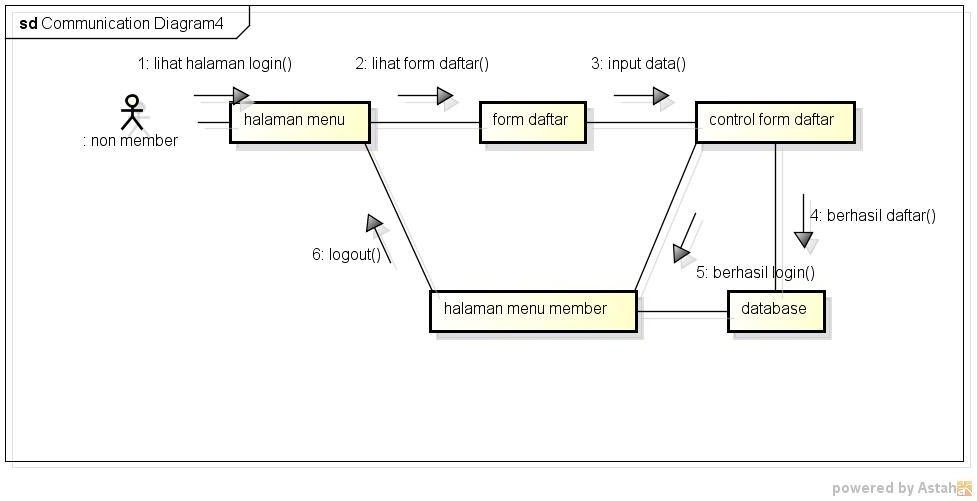 sd Communication Diagram4
1: lihat halaman login()
2: lihat form daftar()
3: input data()
: non member
halaman menu
form daftar
control form daftar
4: berhasil daftar()
6: logout()
5: berhasil login()
halaman menu member
database
powered by Astah